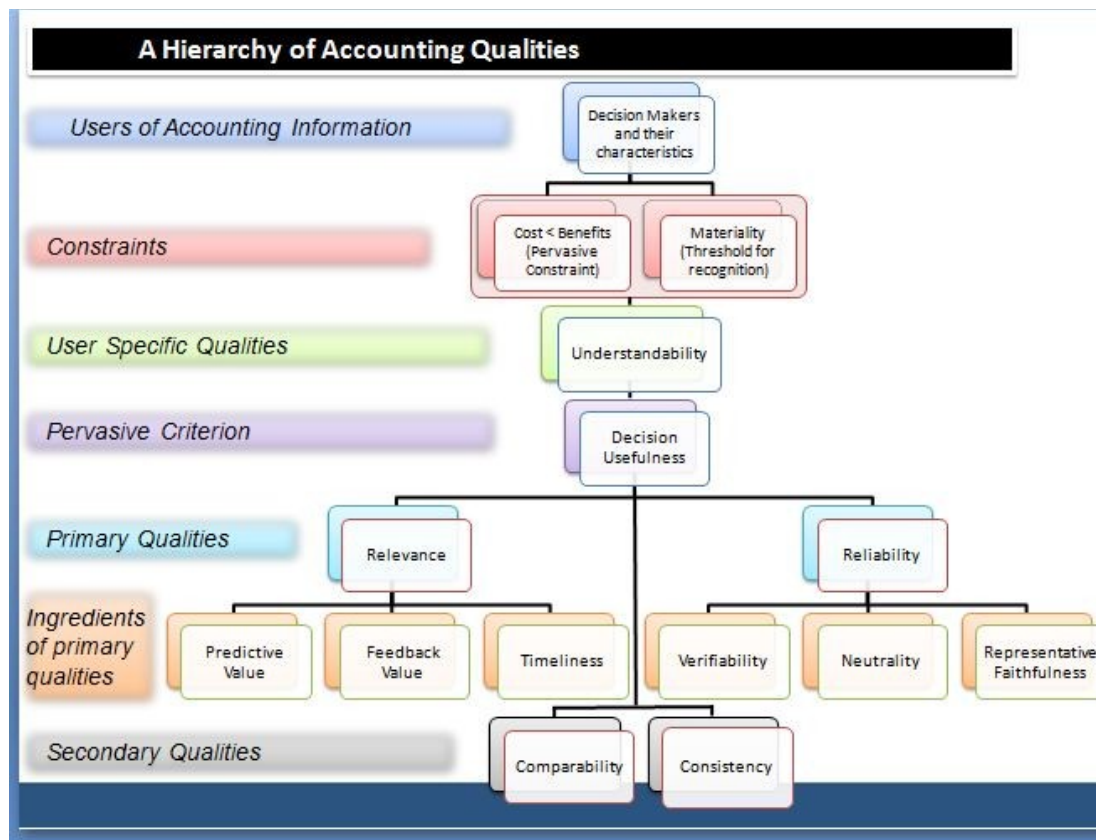 A Hierarchy of Accounting Qualities
Users of Accounting Information
Decision Makers
and their
characteristics
Constraints
Cost < Benefits
(Pervasive
Constraint)
Materiality
(Threshold for
recognition)
User Specific Qualities
Understandability
Pervasive Criterion
Decision
Usefulness
Primary Qualities
Relevance
Reliability
Ingredients
of primary
qualities
Predictive
Value
Feedback
Value
Timeliness
Verifiability
Neutrality
Representative
Faithfulness
Secondary Qualities
Comparability
Consistency